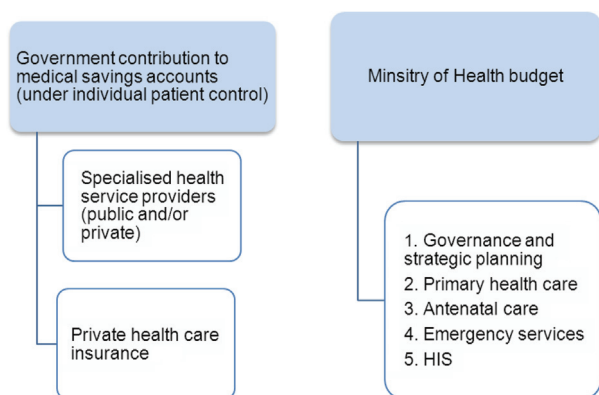 Government contribution to
medical savings accounts
(under individual patient control)
Specialised health
service providers
(public and/or
private)
Private health care
insurance
Minsitry of Health budget
1. Governance and
strategic planning
2. Primary health care
3. Antenatal care
4. Emergency services
5. HIS